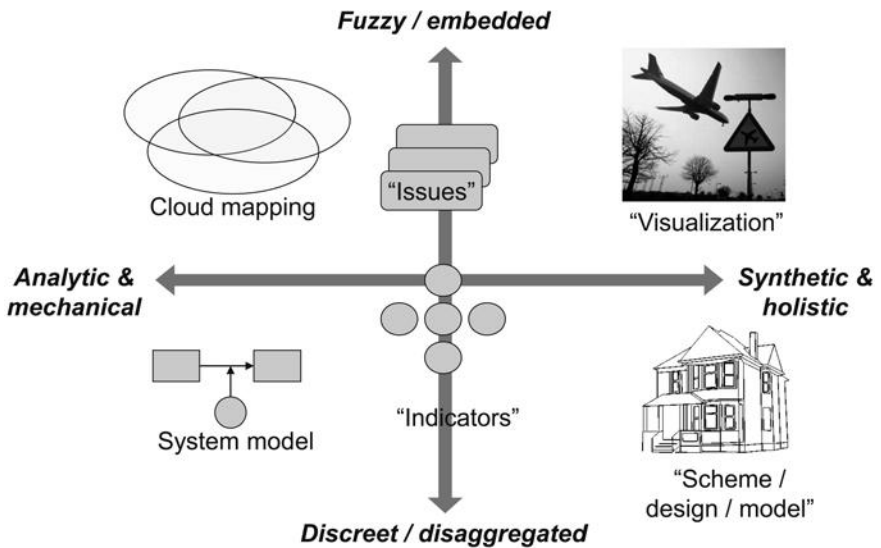 Fuzzy / embedded
“Issues”
Cloud mapping
“Visualization”
Analytic &
mechanical
Synthetic &
holistic
System model
“Indicators”
“Scheme /
design / model”
Discreet / disaggregated